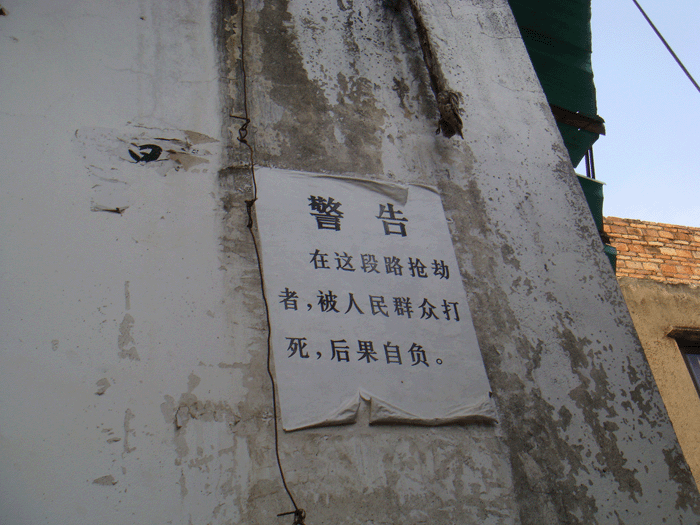 警告
在这段路抢劫
者,被人民群众打
死,后果自负。